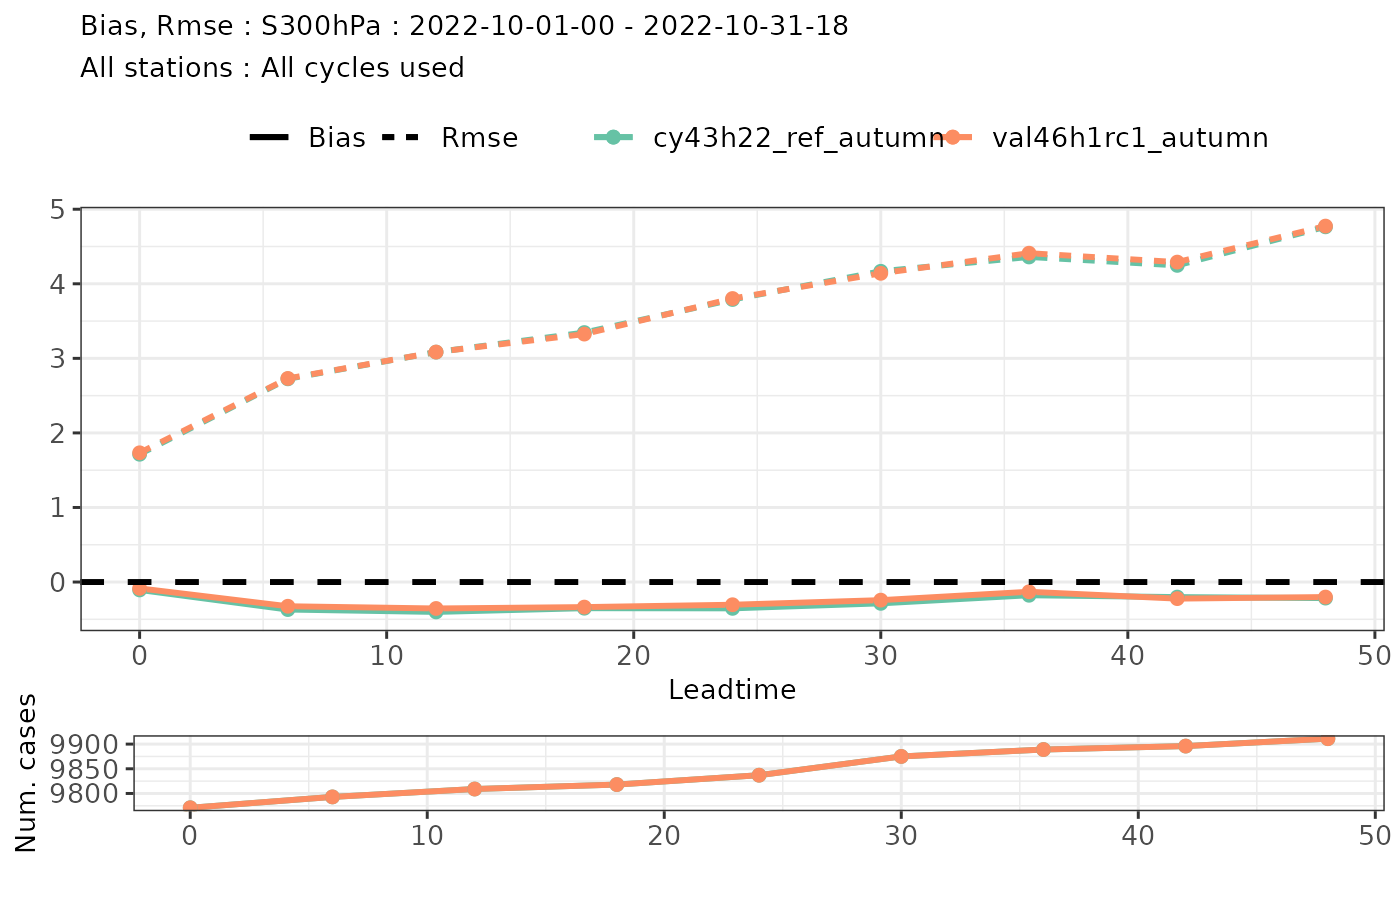 Bias, Rmse : S300hPa : 2022-10-01-00 - 2022-10-31-18
All stations : All cycles used
Bias Rmse cy43h22_ref_autumn val46h1rc1_autumn
5
4
3
2
1
0
0 10 20 30 40 50
Leadtime
Num. cases
9900
9850
9800
0 10 20 30 40 50